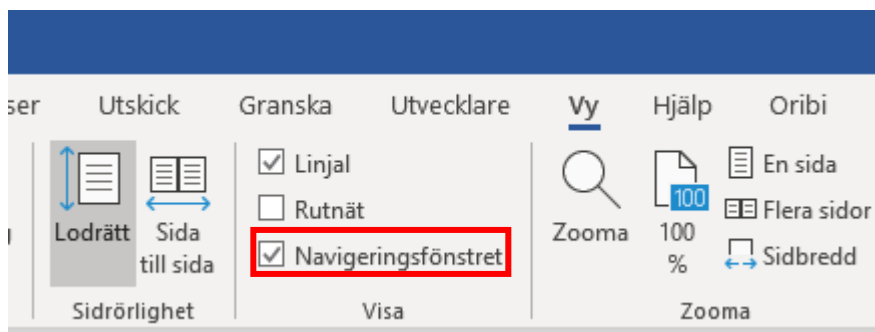 ser Utskick Granska Utvecklare Vy Hjälp Oribi
Lodrätt
Sida
till sida
Sidrörlighet
Linjal
Rutnät
Navigeringsfönstret
Visa
Zooma
100
100
%
En sida
Flera sidor
Sidbredd
Zooma